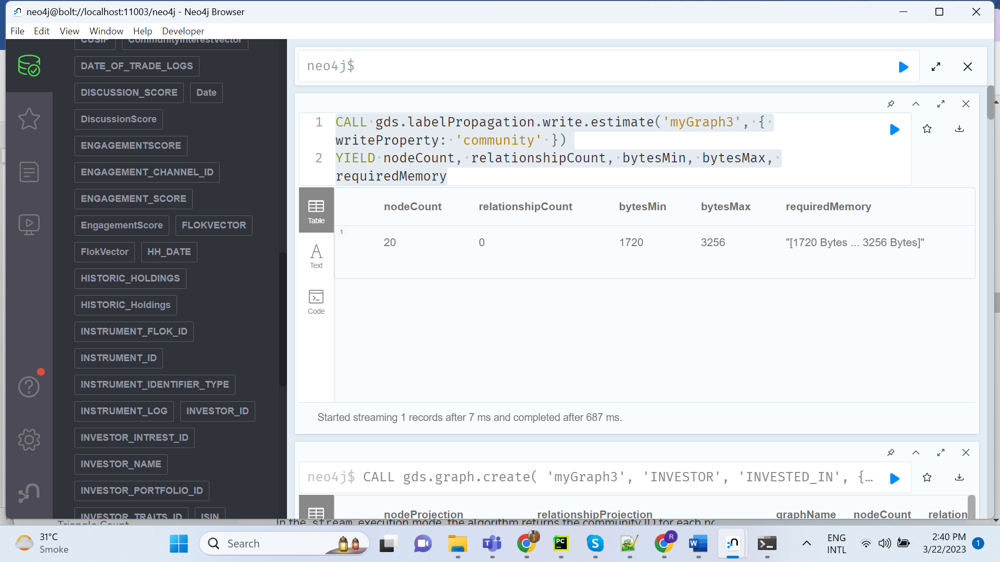 neo4j@bolt://localhost:11003/neo4j - Neo4j Browser
File Edit View Window Help Developer
CUSIP CommunityInterestVector
DATE_OF_TRADE_LOGS
DISCUSSION_SCORE Date
DiscussionScore
ENGAGEMENTSCORE
ENGAGEMENT_CHANNEL_ID
ENGAGEMENT_SCORE
EngagementScore FLOKVECTOR
FlokVector HH_DATE
HISTORIC_HOLDINGS
HISTORIC_Holdings
INSTRUMENT_FLOK_ID
INSTRUMENT_ID
INSTRUMENT_IDENTIFIER_TYPE
INSTRUMENT_LOG INVESTOR_ID
INVESTOR_INTREST_ID
INVESTOR_NAME
INVESTOR_PORTFOLIO_ID
INVESTOR_TRAITS_ID ISIN
neo4j$
1 CALL gds.labelPropagation.write.estimate('myGraph3', {
writeProperty: 'community' })
2 YIELD nodeCount, relationshipCount, bytesMin, bytesMax,
requiredMemory
Table
Text
Code
nodeCount relationshipCount bytesMin bytesMax requiredMemory
1 20 0 1720 3256 "[1720 Bytes ... 3256 Bytes]"
Started streaming 1 records after 7 ms and completed after 687 ms.
neo4j$ CALL gds.graph.create( 'myGraph3', 'INVESTOR', 'INVESTED_IN', {…
nodeProjection relationshipProjection graphName nodeCount relation
Triangle Count
In the stream execution mode, the algorithm returns the community ID for each
31°C
Smoke
Search
ENG
INTL
2:40 PM
3/22/2023
1